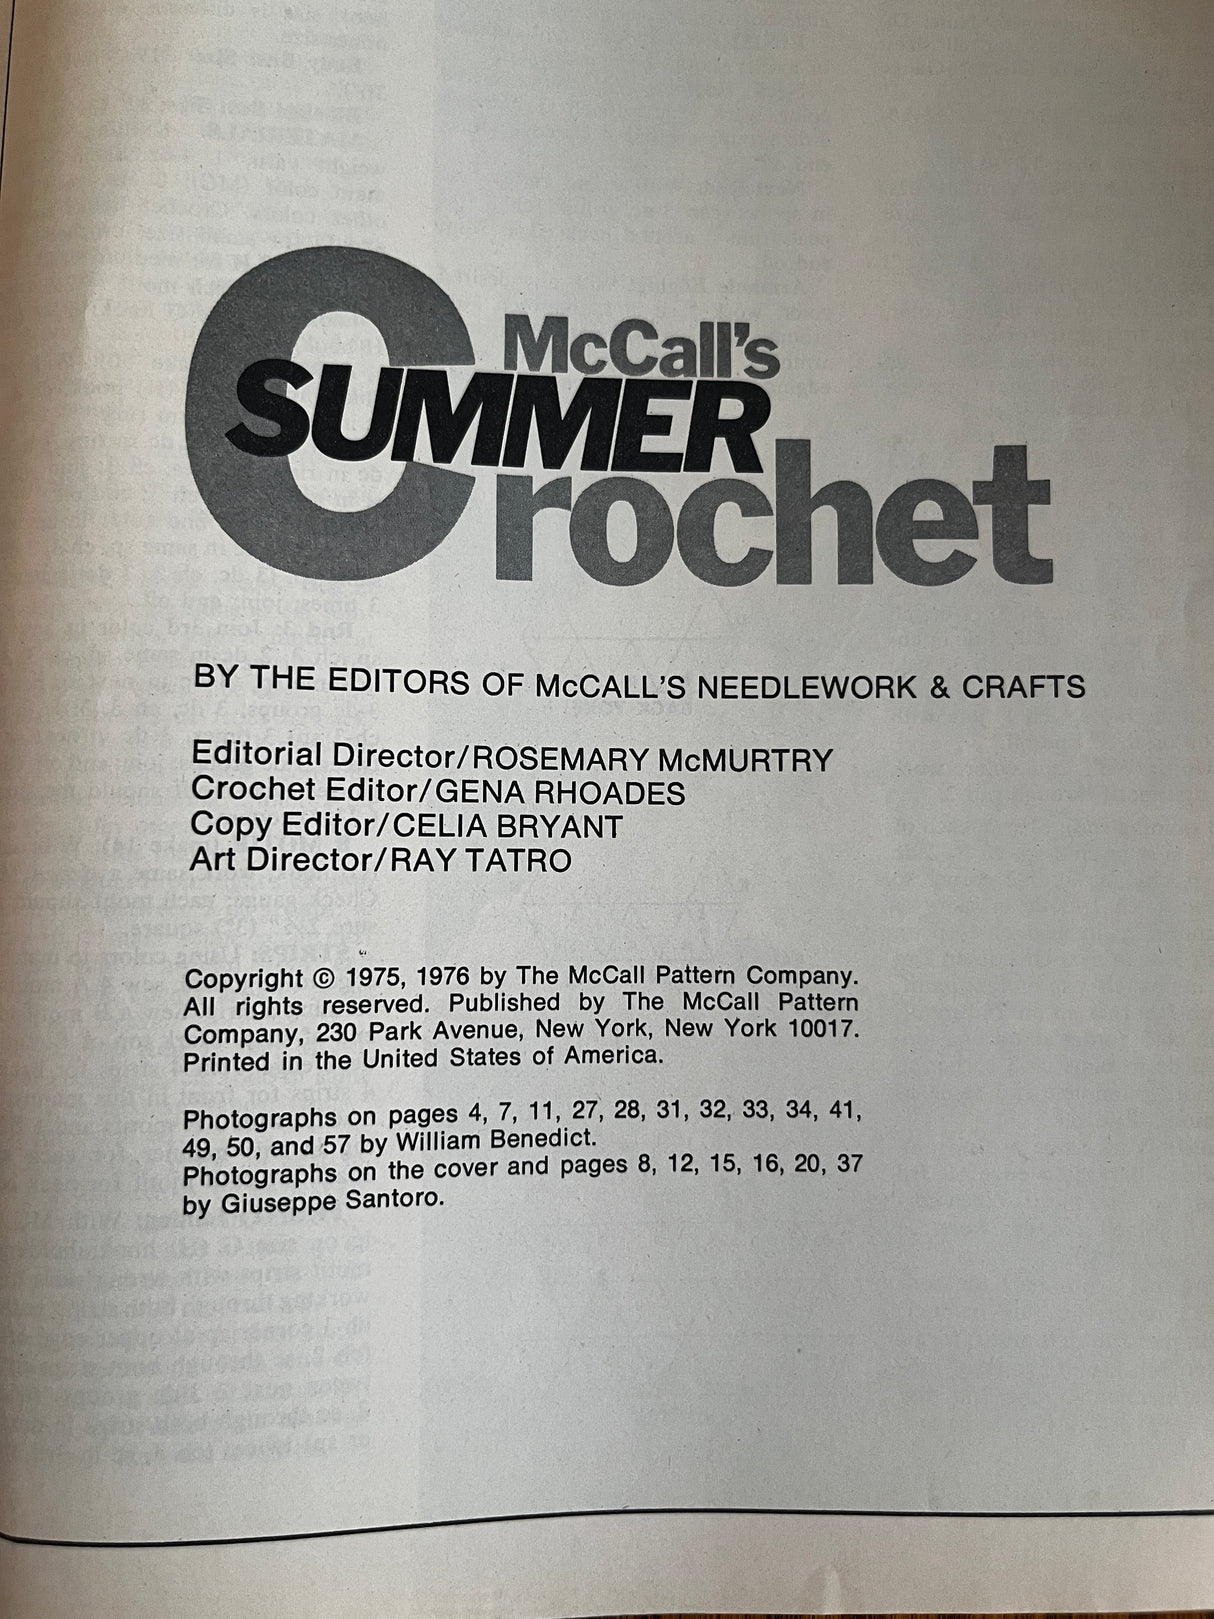 McCall's
SUMMER
Crochet
BY THE EDITORS OF McCALL'S NEEDLEWORK & CRAFTS
Editorial Director/ROSEMARY McMURTRY
Crochet Editor/GENA RHOADES
Copy Editor/CELIA BRYANT
Art Director/RAY TATRO
Copyright © 1975, 1976 by The McCall Pattern Company.
All rights reserved. Published by The McCall Pattern
Company, 230 Park Avenue, New York, New York 10017.
Printed in the United States of America.
Photographs on pages 4, 7, 11, 27, 28, 31, 32, 33, 34, 41,
49, 50, and 57 by William Benedict.
Photographs on the cover and pages 8, 12, 15, 16, 20, 37
by Giuseppe Santoro.